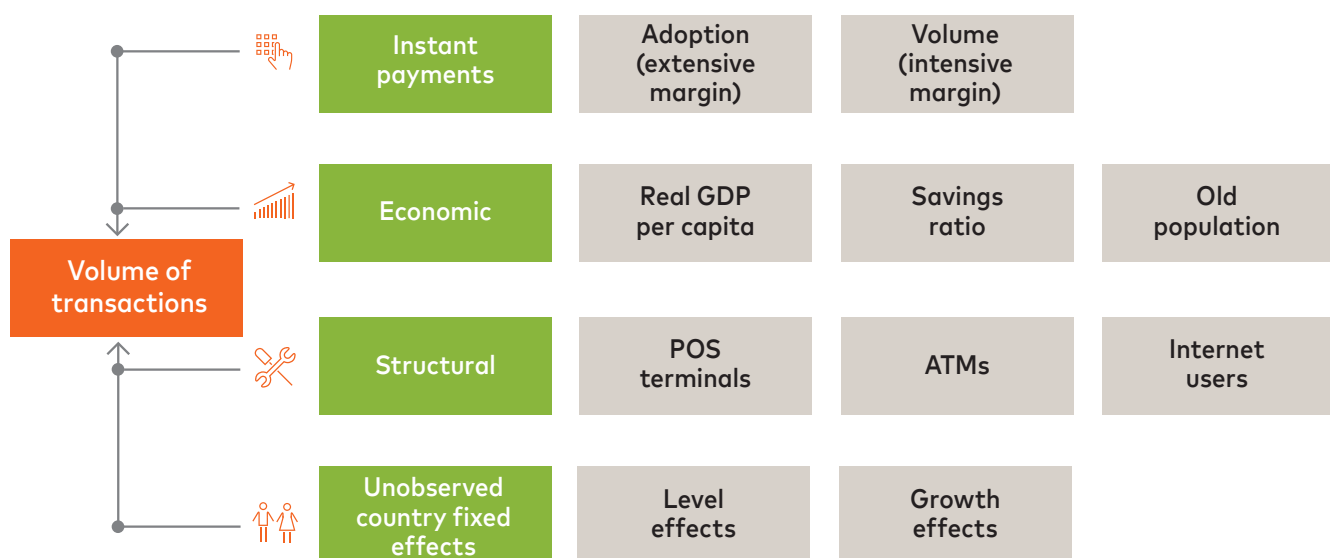 Instant
payments
Adoption
(extensive
margin)
Volume
(intensive
margin)
Economic
Real GDP
per capita
Savings
ratio
Old
population
Volume of
transactions
Structural
POS
terminals
ATMs
Internet
users
Unobserved
country fixed
effects
Level
effects
Growth
effects